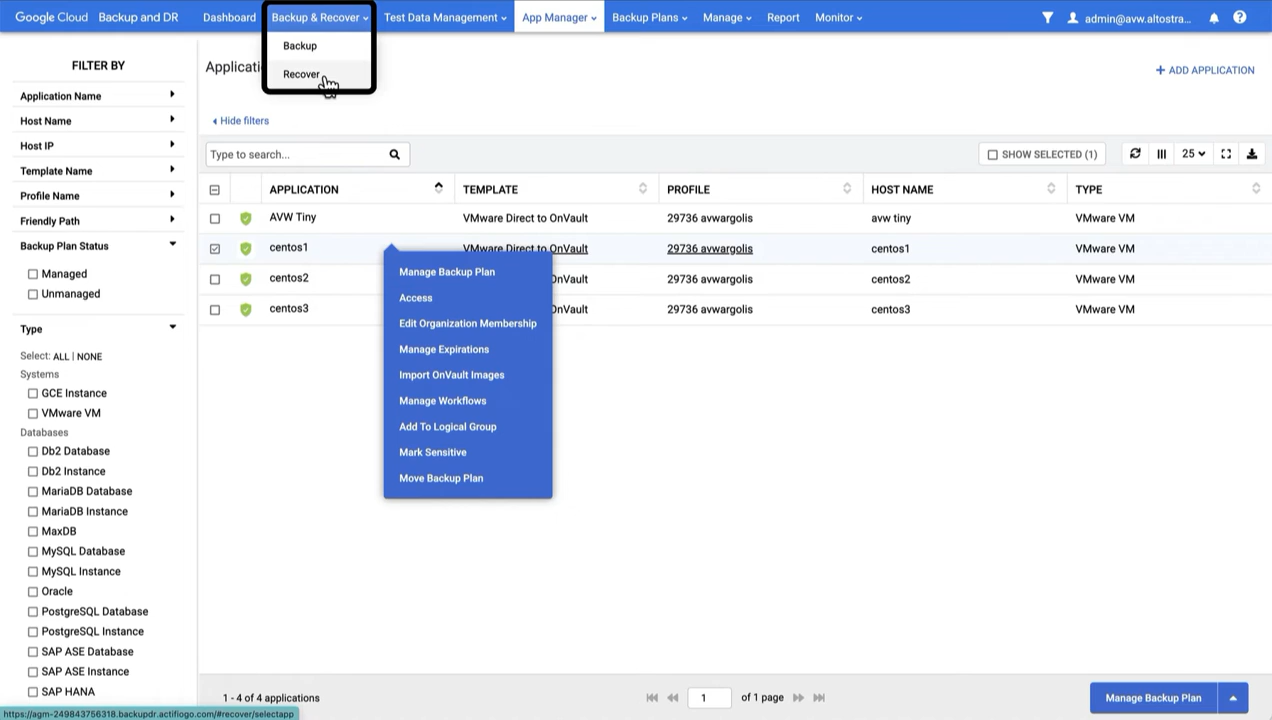 Google Cloud Backup and DR Dashboard Backup & Recover Test Data Management App Manager Backup Plans Manage Report Monitor admin@avw.altostra...
Backup
Recover
FILTER BY
Application Name
Host Name
Host IP
Template Name
Profile Name
Friendly Path
Backup Plan Status
Managed
Unmanaged
Type
Select: ALL | NONE
Systems
GCE Instance
VMware VM
Databases
Db2 Database
Db2 Instance
MariaDB Database
MariaDB Instance
MaxDB
MySQL Database
MySQL Instance
Oracle
PostgreSQL Database
PostgreSQL Instance
SAP ASE Database
SAP ASE Instance
SAP HANA
+ ADD APPLICATION
Hide filters
Type to search...
SHOW SELECTED (1)
25
APPLICATION TEMPLATE PROFILE HOST NAME TYPE
AVW Tiny VMware Direct to OnVault 29736 avwargolis avw tiny VMware VM
centos1 VMware Direct to OnVault 29736 avwargolis centos1 VMware VM
centos2 OnVault 29736 avwargolis centos2 VMware VM
centos3 OnVault 29736 avwargolis centos3 VMware VM
Manage Backup Plan
Access
Edit Organization Membership
Manage Expirations
Import OnVault Images
Manage Workflows
Add To Logical Group
Mark Sensitive
Move Backup Plan
1 - 4 of 4 applications
1 of 1 page
Manage Backup Plan
https://agm-249843756318.backupdr.actifiogo.com/#recover/selectapp